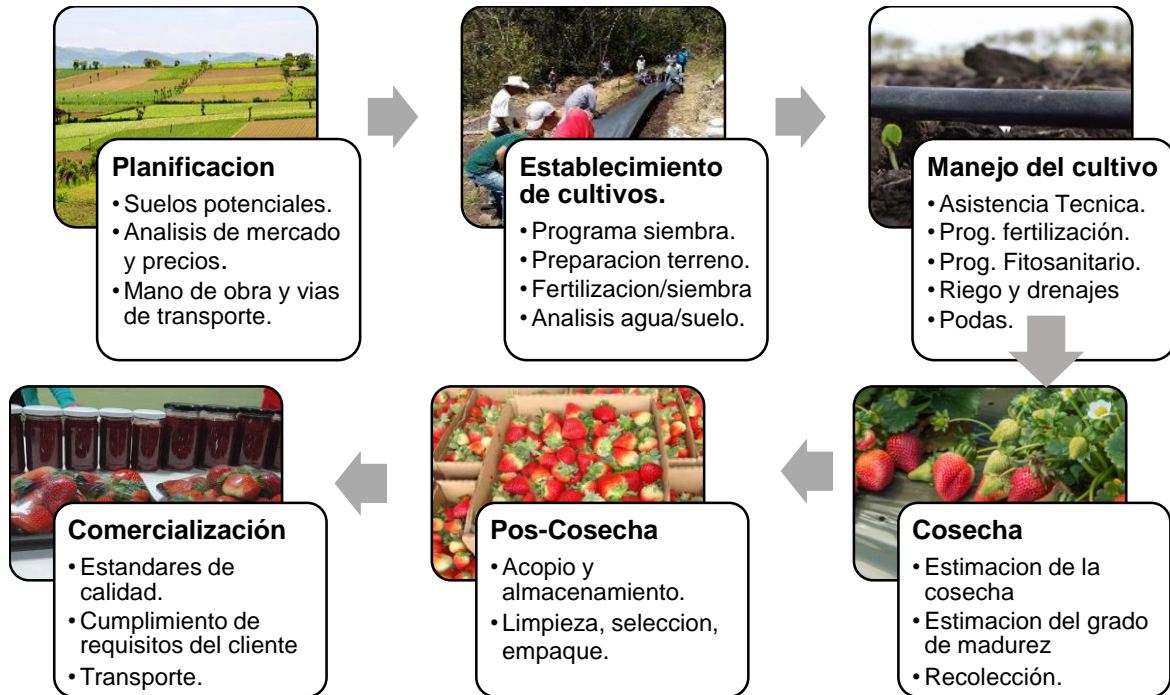 Planificacion
• Suelos potenciales.
• Analisis de mercado
y precios.
• Mano de obra y vias
de transporte.
Establecimiento
de cultivos.
• Programa siembra.
• Preparacion terreno.
• Fertilizacion/siembra
• Analisis agua/suelo.
Manejo del cultivo
• Asistencia Tecnica.
• Prog. fertilización.
• Prog. Fitosanitario.
• Riego y drenajes
• Podas.
Cosecha
• Estimacion de la
cosecha
• Estimacion del grado
de madurez
• Recolección.
Pos-Cosecha
• Acopio y
almacenamiento.
• Limpieza, seleccion,
empaque.
Comercialización
• Estandares de
calidad.
• Cumplimiento de
requisitos del cliente
• Transporte.